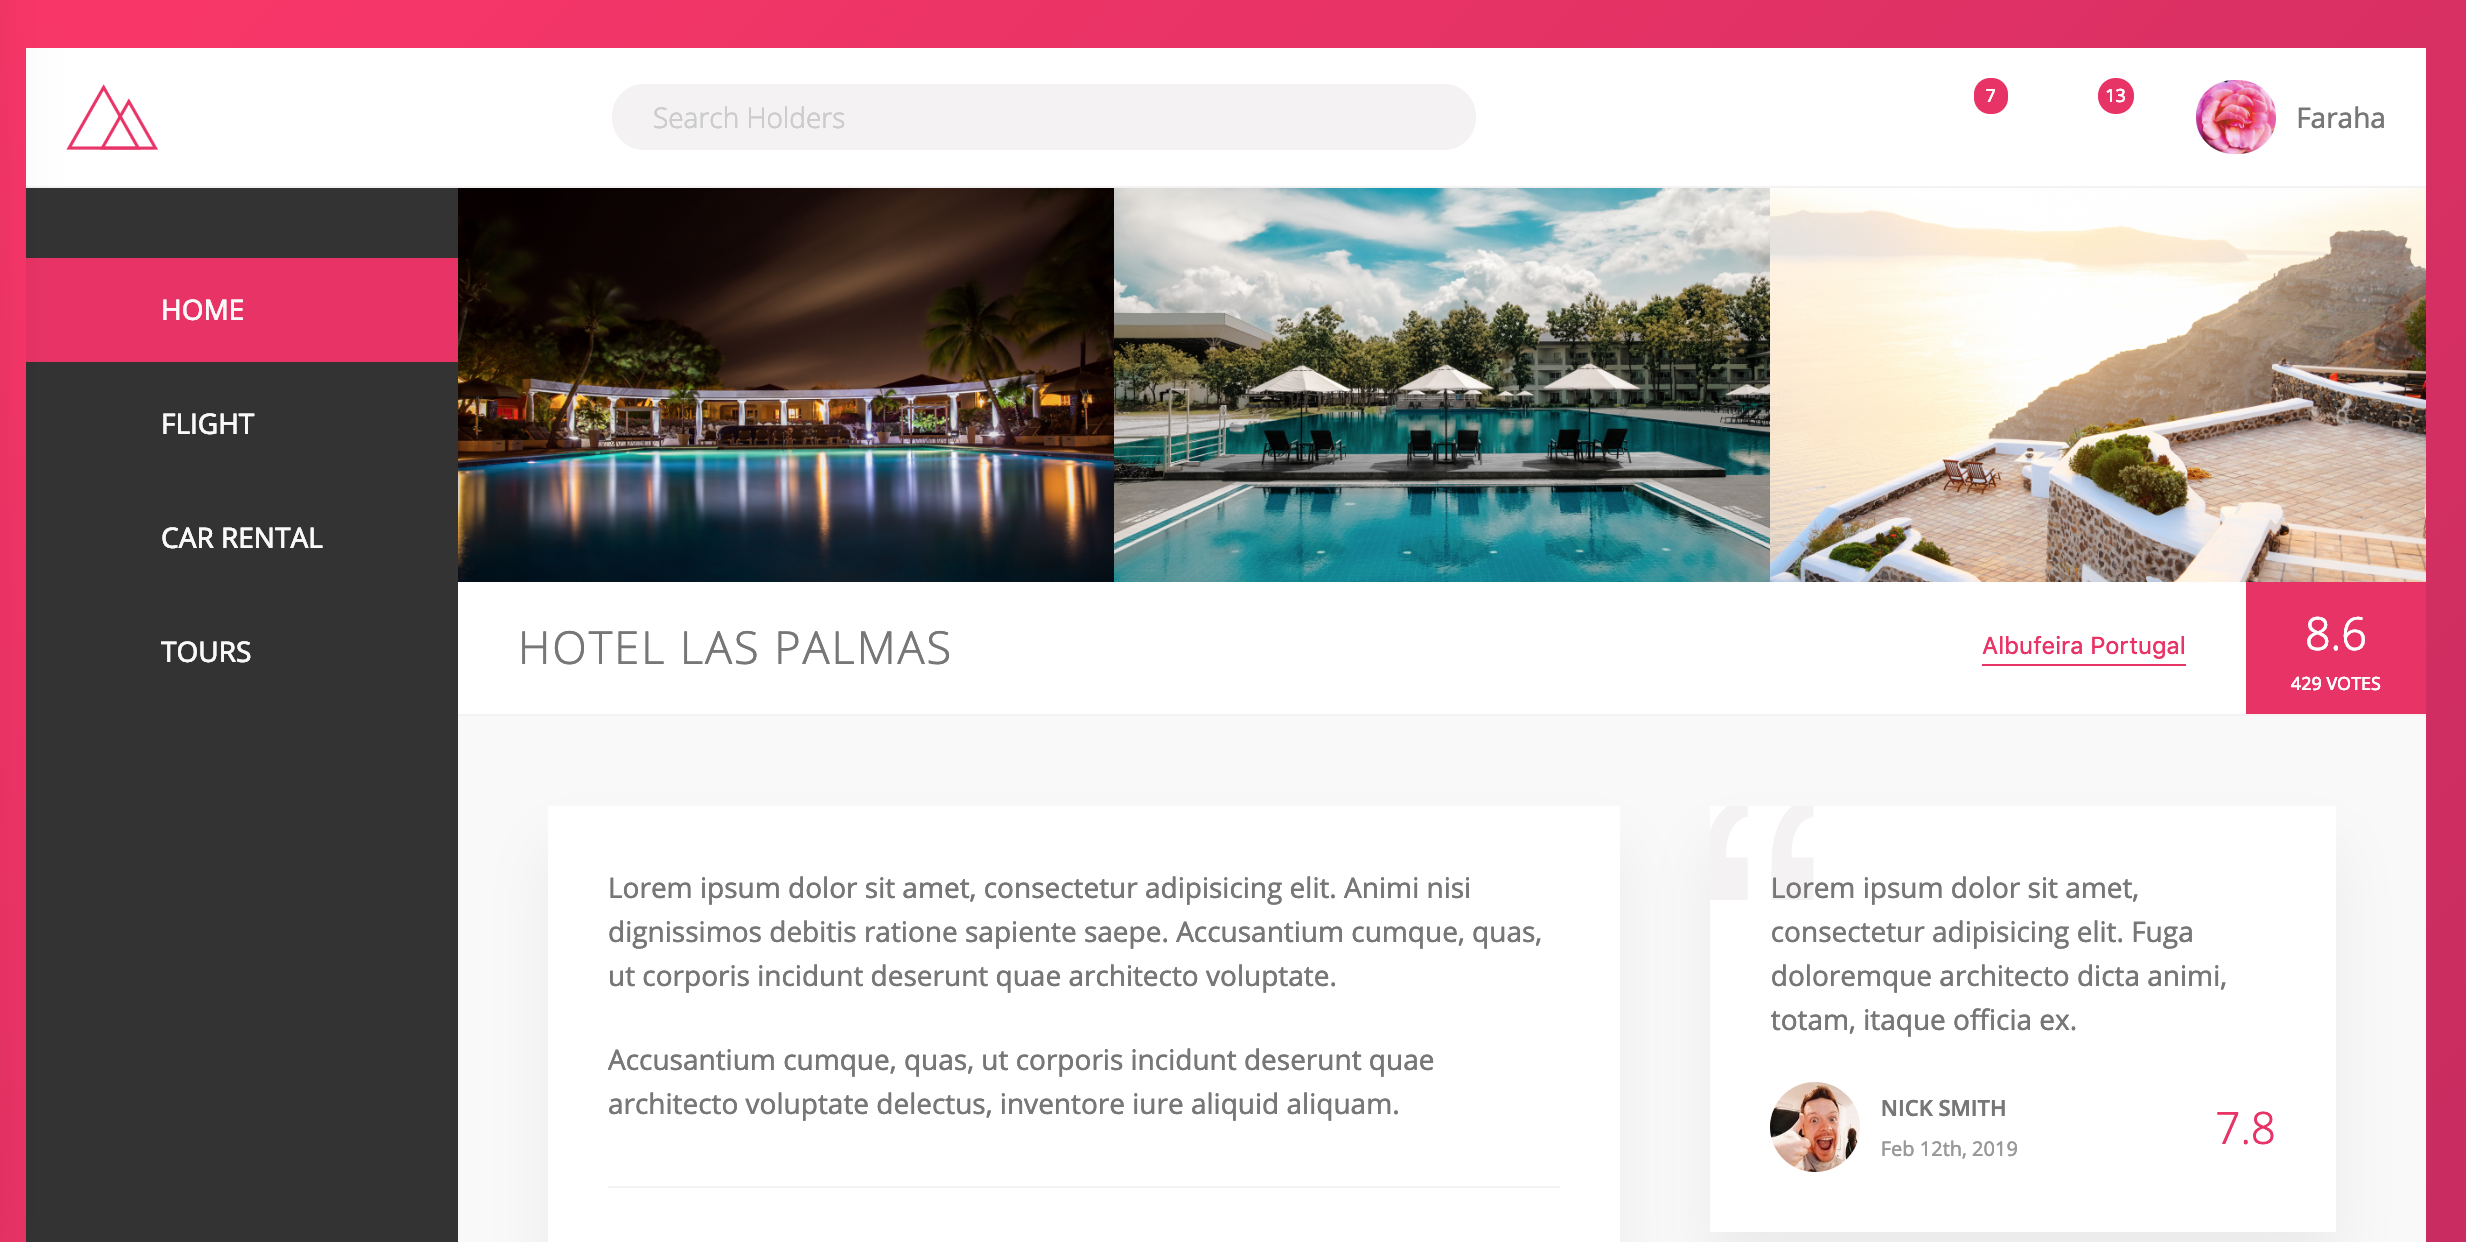 Search Holders
7
13
Faraha
HOME
FLIGHT
CAR RENTAL
TOURS
HOTEL LAS PALMAS
Albufeira Portugal
8.6
429 VOTES
Lorem ipsum dolor sit amet, consectetur adipisicing elit. Animi nisi
dignissimos debitis ratione sapiente saepe. Accusantium cumque, quas,
ut corporis incidunt deserunt quae architecto voluptate.
Accusantium cumque, quas, ut corporis incidunt deserunt quae
architecto voluptate delectus, inventore iure aliquid aliquam.
“
Lorem ipsum dolor sit amet,
consectetur adipisicing elit. Fuga
doloremque architecto dicta animi,
totam, itaque officia ex.
NICK SMITH
Feb 12th, 2019
7.8